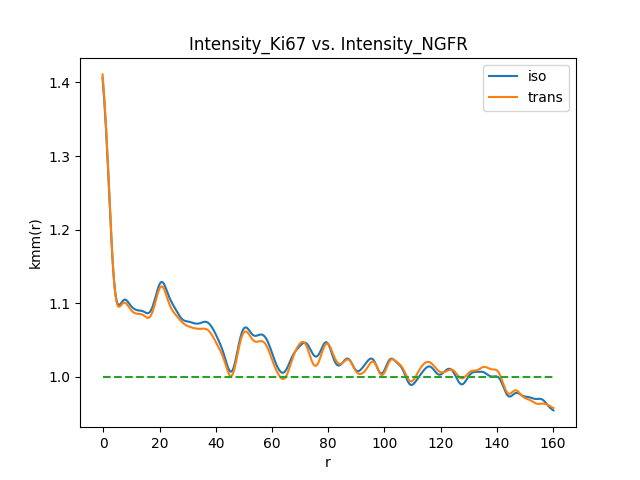 Intensity_Ki67 vs. Intensity_NGFR
iso
trans
kmm(r)
1.4
1.3
1.2
1.1
1.0
0 20 40 60 80 100 120 140 160
r